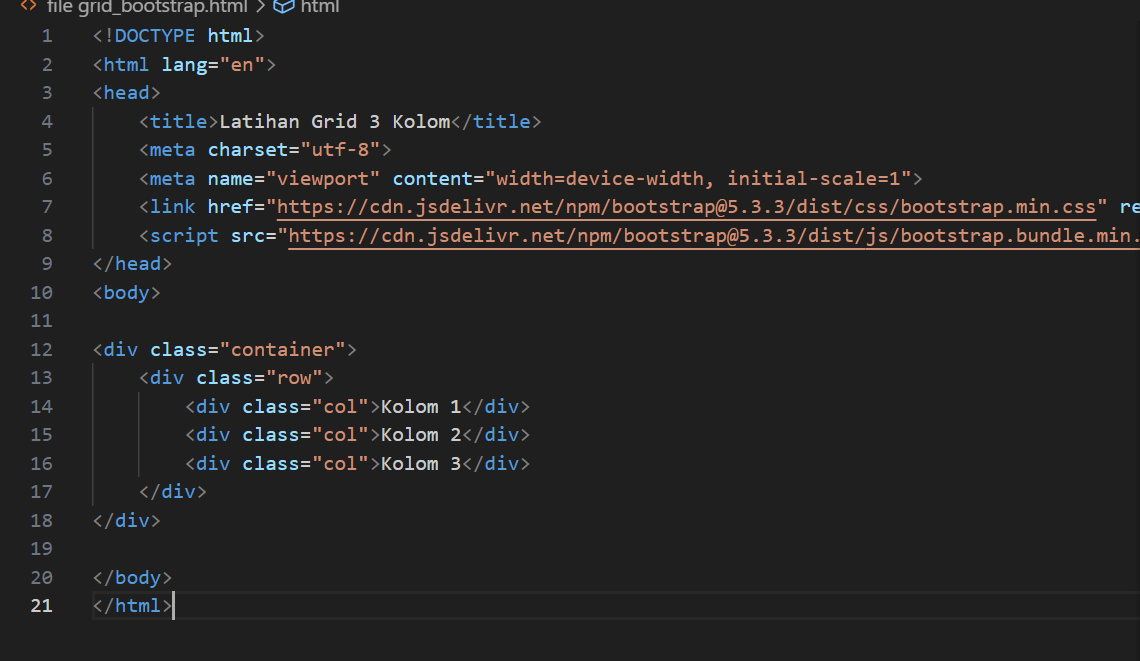 file grid_bootstrap.html > html
1 <!DOCTYPE html>
2 <html lang="en">
3 <head>
4     <title>Latihan Grid 3 Kolom</title>
5     <meta charset="utf-8">
6     <meta name="viewport" content="width=device-width, initial-scale=1">
7     <link href="https://cdn.jsdelivr.net/npm/bootstrap@5.3.3/dist/css/bootstrap.min.css" re
8     <script src="https://cdn.jsdelivr.net/npm/bootstrap@5.3.3/dist/js/bootstrap.bundle.min.
9 </head>
10 <body>
11
12 <div class="container">
13     <div class="row">
14         <div class="col">Kolom 1</div>
15         <div class="col">Kolom 2</div>
16         <div class="col">Kolom 3</div>
17     </div>
18 </div>
19
20 </body>
21 </html>